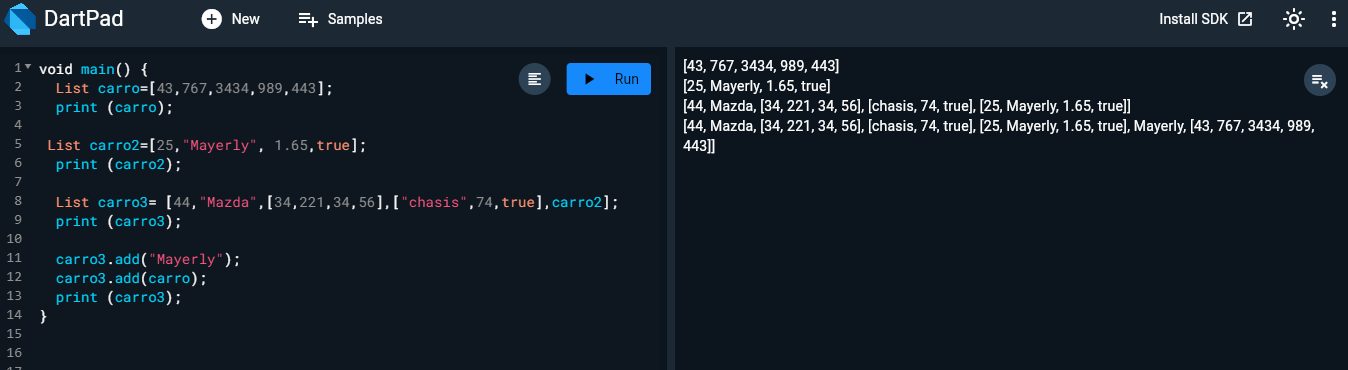 DartPad New Samples Install SDK
1 void main() {
2 List carro=[43,767,3434,989,443];
3 print (carro);
4
5 List carro2=[25,"Mayerly", 1.65,true];
6 print (carro2);
7
8 List carro3= [44,"Mazda",[34,221,34,56],["chasis",74,true],carro2];
9 print (carro3);
10
11 carro3.add("Mayerly");
12 carro3.add(carro);
13 print (carro3);
14 }
15
16
Run
[43, 767, 3434, 989, 443]
[25, Mayerly, 1.65, true]
[44, Mazda, [34, 221, 34, 56], [chasis, 74, true], [25, Mayerly, 1.65, true]]
[44, Mazda, [34, 221, 34, 56], [chasis, 74, true], [25, Mayerly, 1.65, true], Mayerly, [43, 767, 3434, 989,
443]]